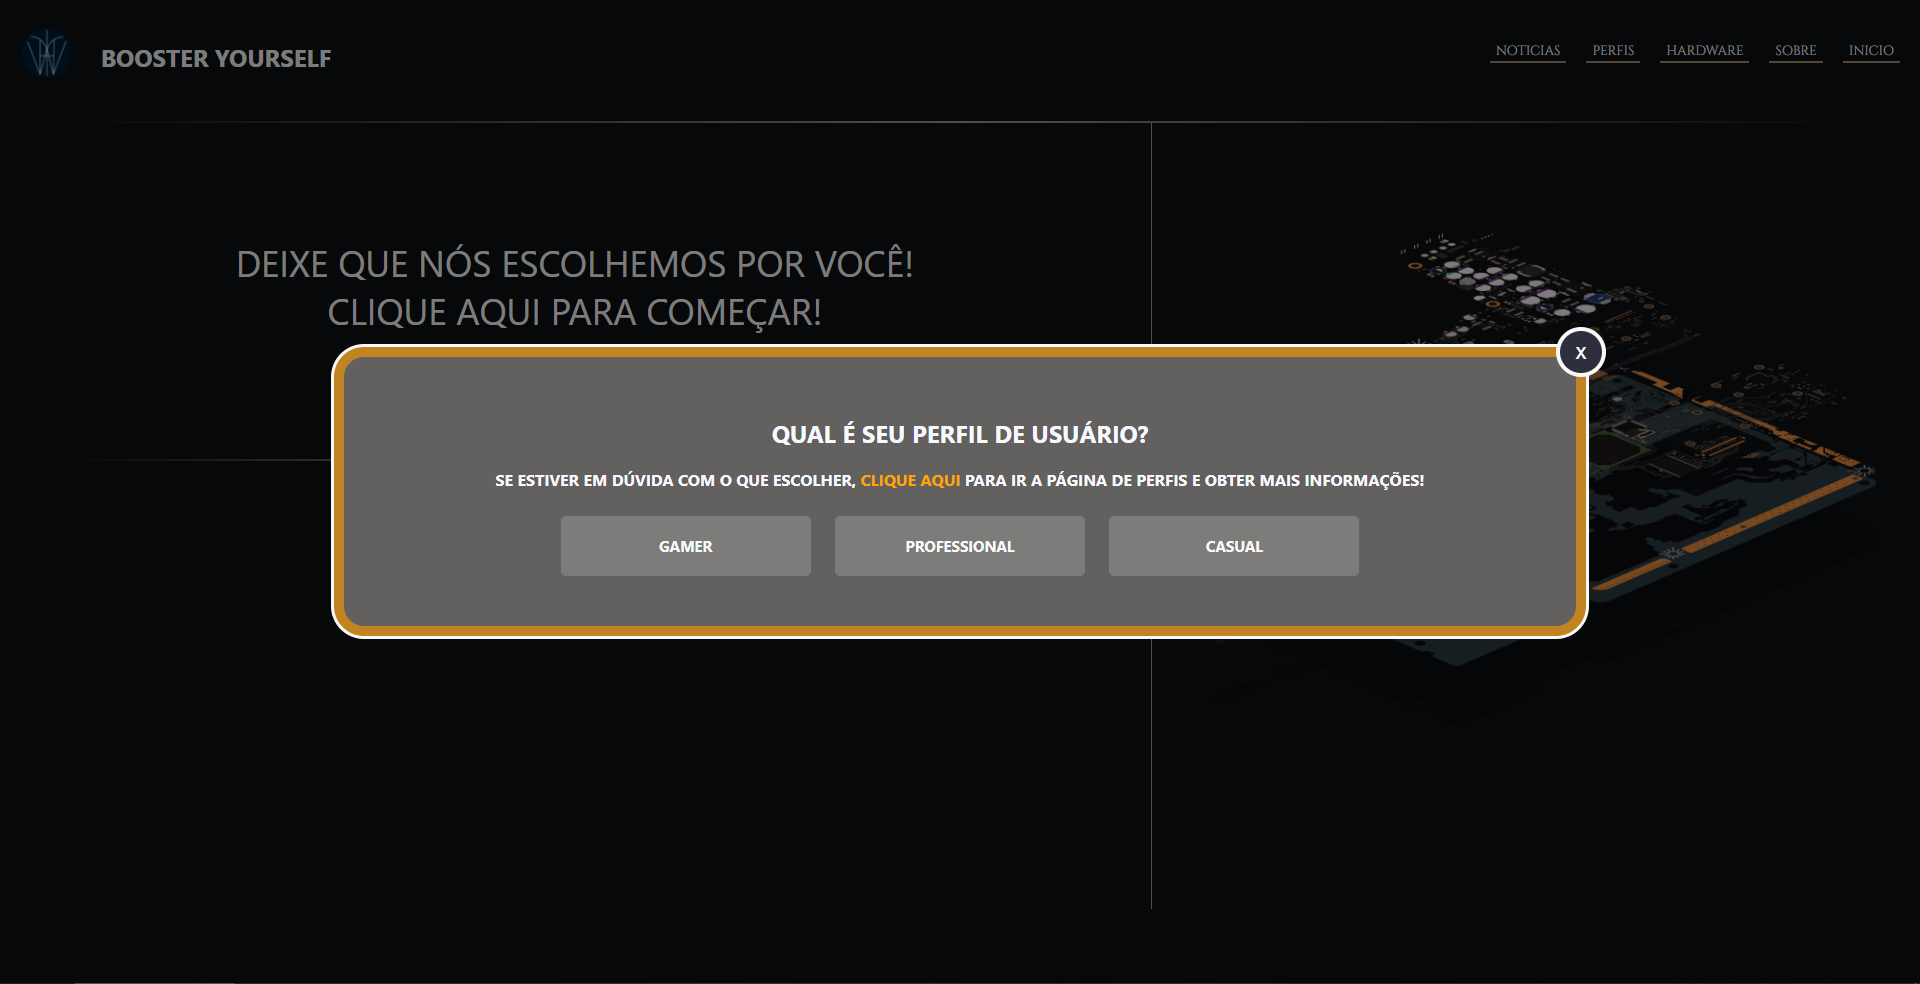 BOOSTER YOURSELF
NOTICIAS PERFIS HARDWARE SOBRE INICIO
DEIXE QUE NÓS ESCOLHEMOS POR VOCÊ!
CLIQUE AQUI PARA COMEÇAR!
X
QUAL É SEU PERFIL DE USUÁRIO?
SE ESTIVER EM DÚVIDA COM O QUE ESCOLHER, CLIQUE AQUI PARA IR A PÁGINA DE PERFIS E OBTER MAIS INFORMAÇÕES!
GAMER PROFESSIONAL CASUAL